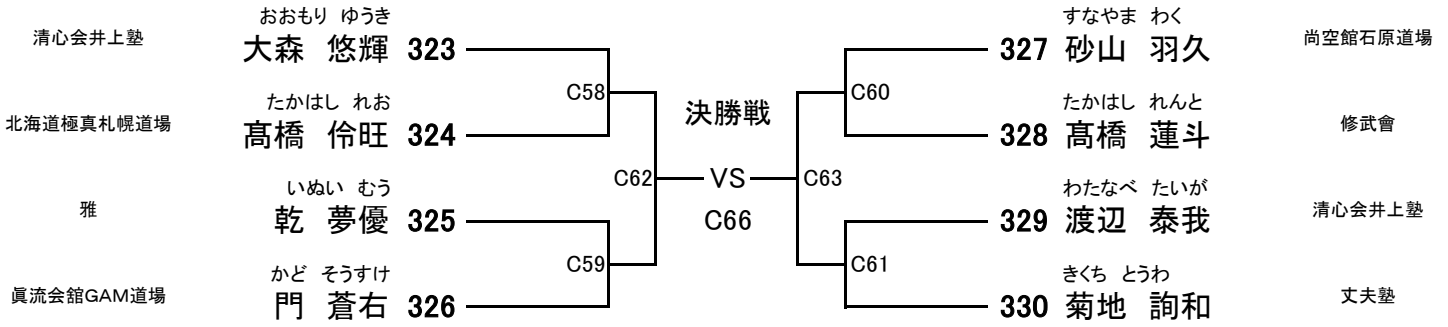 おおもり ゆうき
清心会井上塾 大森 悠輝 323
C58
たかはし れお
北海道極真札幌道場 髙橋 伶旺 324
C62
いぬい むう
雅 乾 夢優 325
C59
かど そうすけ
眞流会舘GAM道場 門 蒼右 326
決勝戦
VS
C66
すなやま わく
327 砂山 羽久 尚空館石原道場
C60
たかはし れんと
328 髙橋 蓮斗 修武會
C63
わたなべ たいが
329 渡辺 泰我 清心会井上塾
C61
きくち とうわ
330 菊地 詢和 丈夫塾